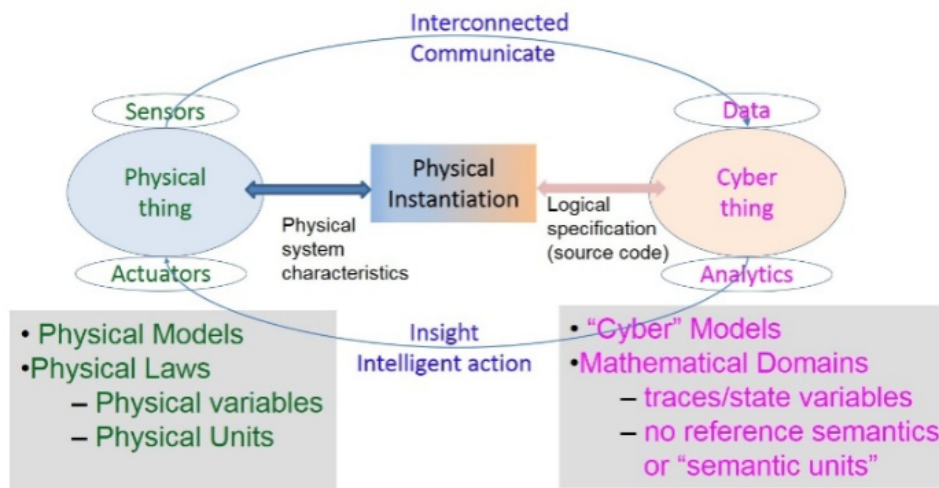 Interconnected
Communicate
Sensors
Data
Physical
thing
Physical
Instantiation
Cyber
thing
Physical
system
characteristics
Logical
specification
(source code)
Actuators
Analytics
Insight
Intelligent action
• Physical Models
•Physical Laws
– Physical variables
– Physical Units
• “Cyber” Models
•Mathematical Domains
– traces/state variables
– no reference semantics
or “semantic units”